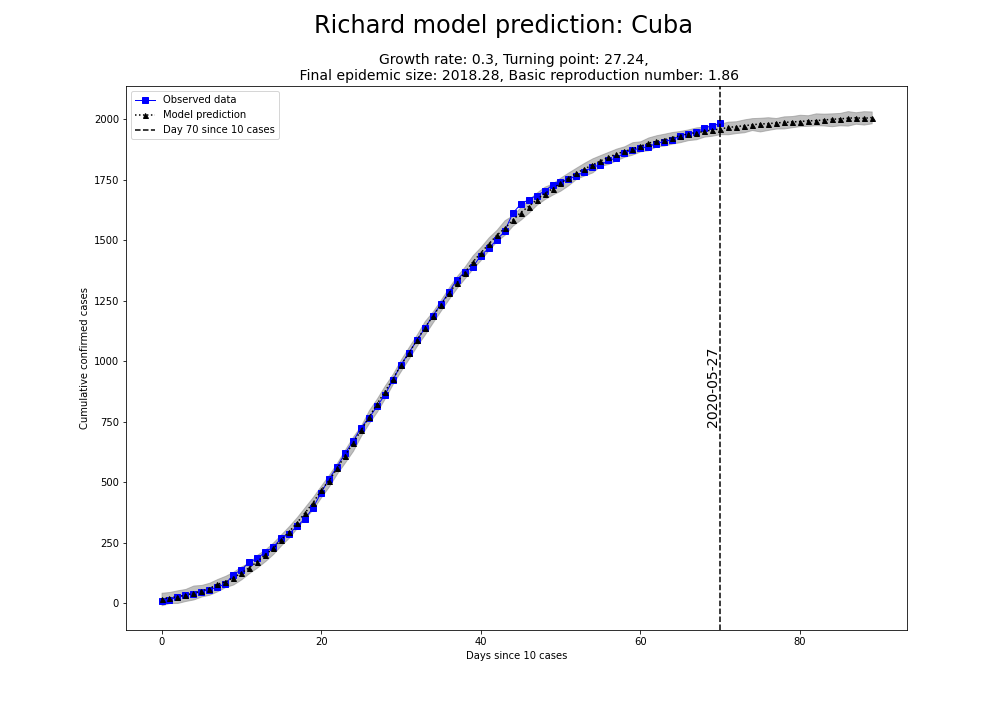 Richard model prediction: Cuba
Growth rate: 0.3, Turning point: 27.24,
Final epidemic size: 2018.28, Basic reproduction number: 1.86
Observed data
Model prediction
Day 70 since 10 cases
2000
1750
1500
1250
1000
750
500
250
0
Cumulative confirmed cases
2020-05-27
0 20 40 60 80
Days since 10 cases